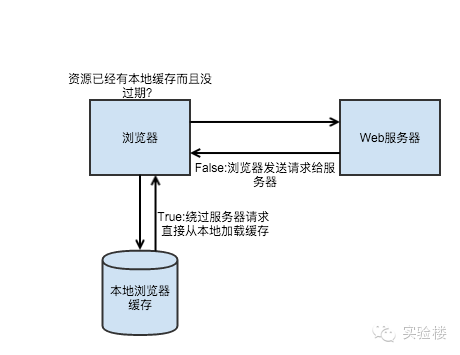 资源已经有本地缓存而且没
过期?
浏览器
Web服务器
False:浏览器发送请求给服
务器
True:绕过服务器请求
直接从本地加载缓存
本地浏览器
缓存
实验楼